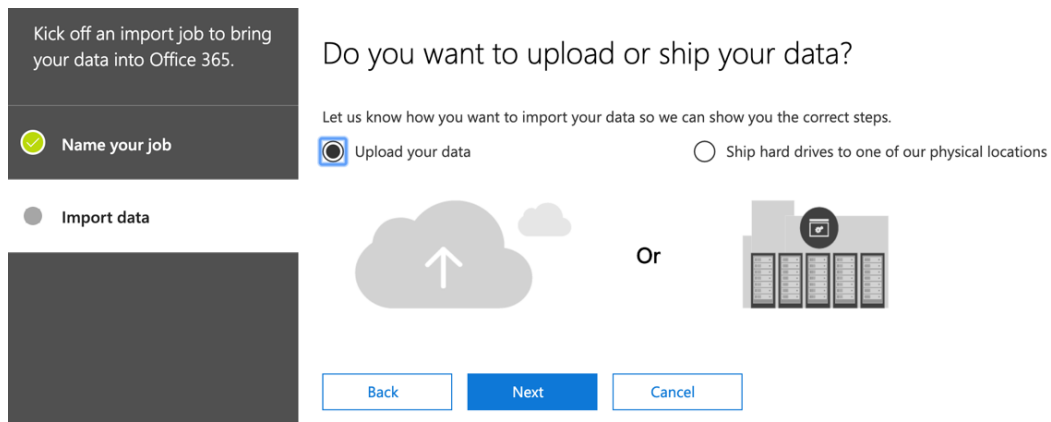 Kick off an import job to bring
your data into Office 365.
Name your job
Import data
Do you want to upload or ship your data?
Let us know how you want to import your data so we can show you the correct steps.
Upload your data
Ship hard drives to one of our physical locations
Or
Back
Next
Cancel